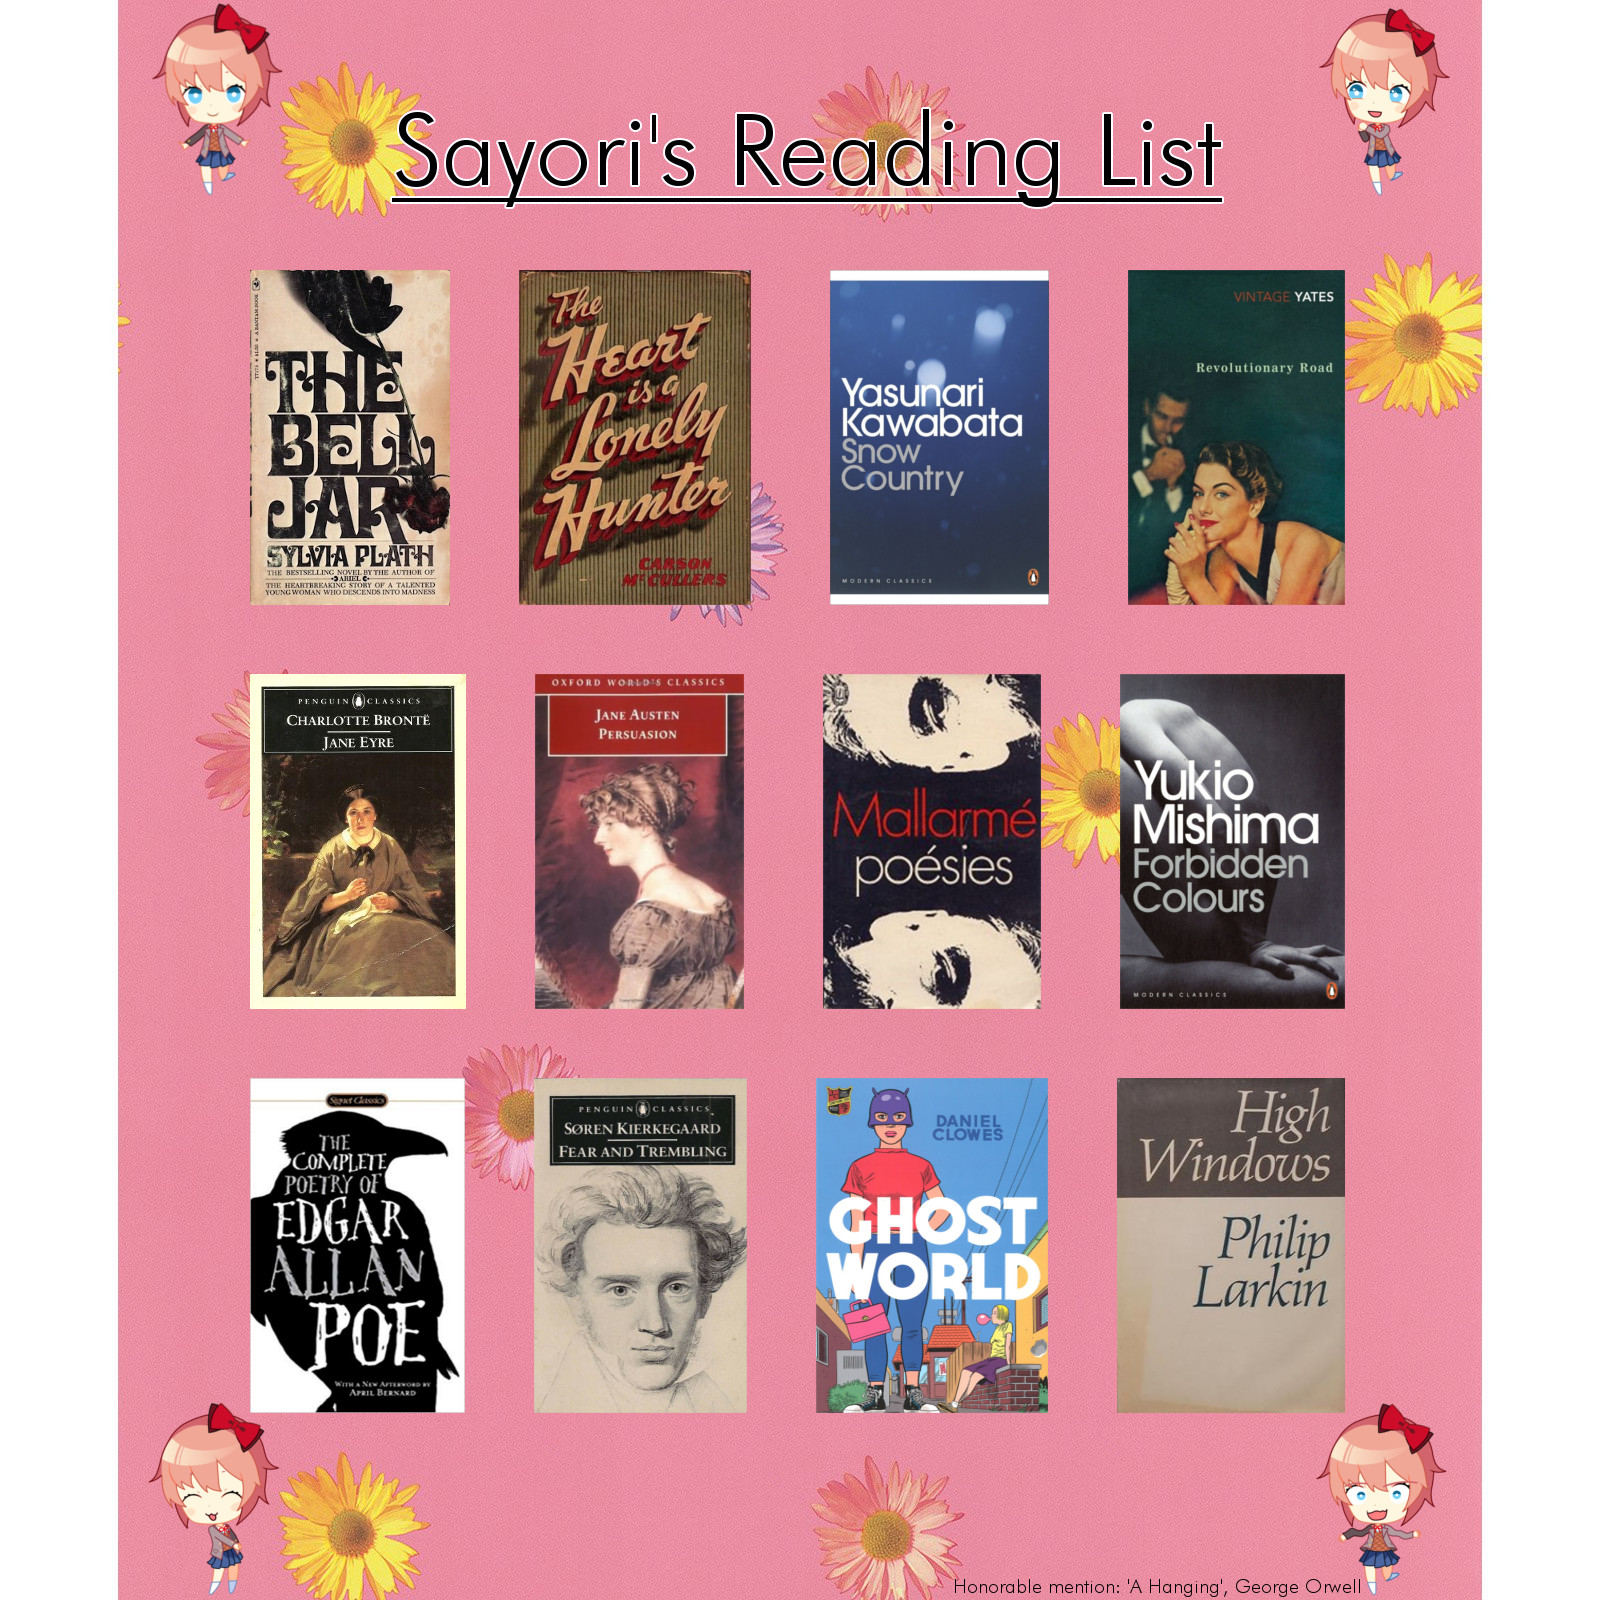 Sayori's Reading List
THE
BELL
JAR
SYLVIA PLATH
THE BESTSELLING NOVEL BY THE AUTHOR OF
ARIEL
THE HEARTBREAKING STORY OF A TALENTED
YOUNG WOMAN WHO DESCENDS INTO MADNESS
The
Heart
is a
Lonely
Hunter
CARSON
McCULLERS
Yasunari
Kawabata
Snow
Country
MODERN CLASSICS
VINTAGE YATES
Revolutionary Road
PENGUIN CLASSICS
CHARLOTTE BRONTË
JANE EYRE
OXFORD WORLD'S CLASSICS
JANE AUSTEN
PERSUASION
Mallarmé
poésies
Yukio
Mishima
Forbidden
Colours
MODERN CLASSICS
Signet Classics
THE
COMPLETE
POETRY OF
EDGAR
ALLAN
POE
WITH A NEW AFTERWORD BY
APRIL BERNARD
PENGUIN CLASSICS
SØREN KIERKEGAARD
FEAR AND TREMBLING
DANIEL
CLOWES
GHOST
WORLD
High
Windows
Philip
Larkin
Honorable mention: 'A Hanging', George Orwell